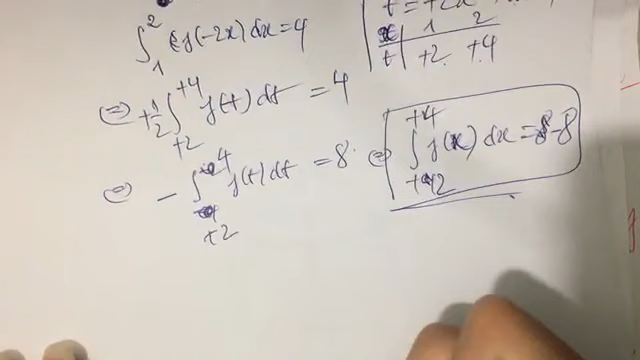 ∫₁² f(-2x) dx = 4
t = +2x
x | 1 2
t | +2 +4
⇔ +1/2 ∫₊₂⁺⁴ f(t) dt = 4
⇔ - ∫₊₂⁴ f(t) dt = 8
⇔ ∫₊₂⁺⁴ f(x) dx = -8